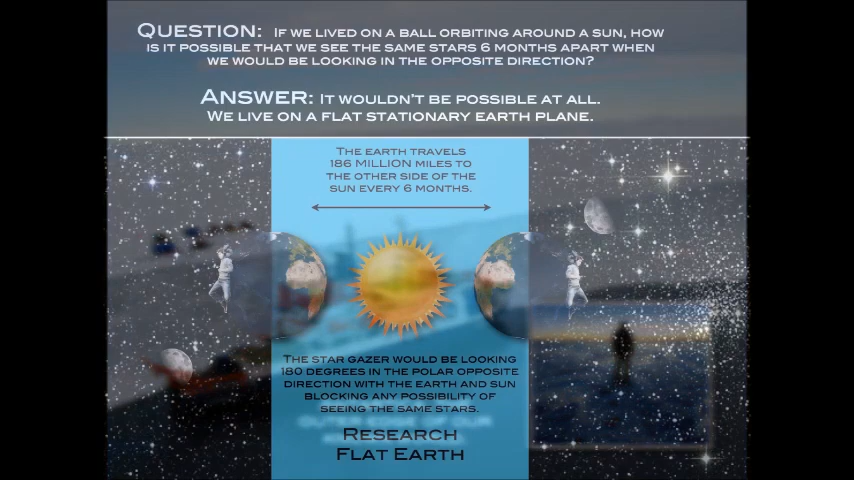 QUESTION: IF WE LIVED ON A BALL ORBITING AROUND A SUN, HOW
IS IT POSSIBLE THAT WE SEE THE SAME STARS 6 MONTHS APART WHEN
WE WOULD BE LOOKING IN THE OPPOSITE DIRECTION?
ANSWER: IT WOULDN'T BE POSSIBLE AT ALL.
WE LIVE ON A FLAT STATIONARY EARTH PLANE.
THE EARTH TRAVELS
186 MILLION MILES TO
THE OTHER SIDE OF THE
SUN EVERY 6 MONTHS.
THE STAR GAZER WOULD BE LOOKING
180 DEGREES IN THE POLAR OPPOSITE
DIRECTION WITH THE EARTH AND SUN
BLOCKING ANY POSSIBILITY OF
SEEING THE SAME STARS.
RESEARCH
FLAT EARTH